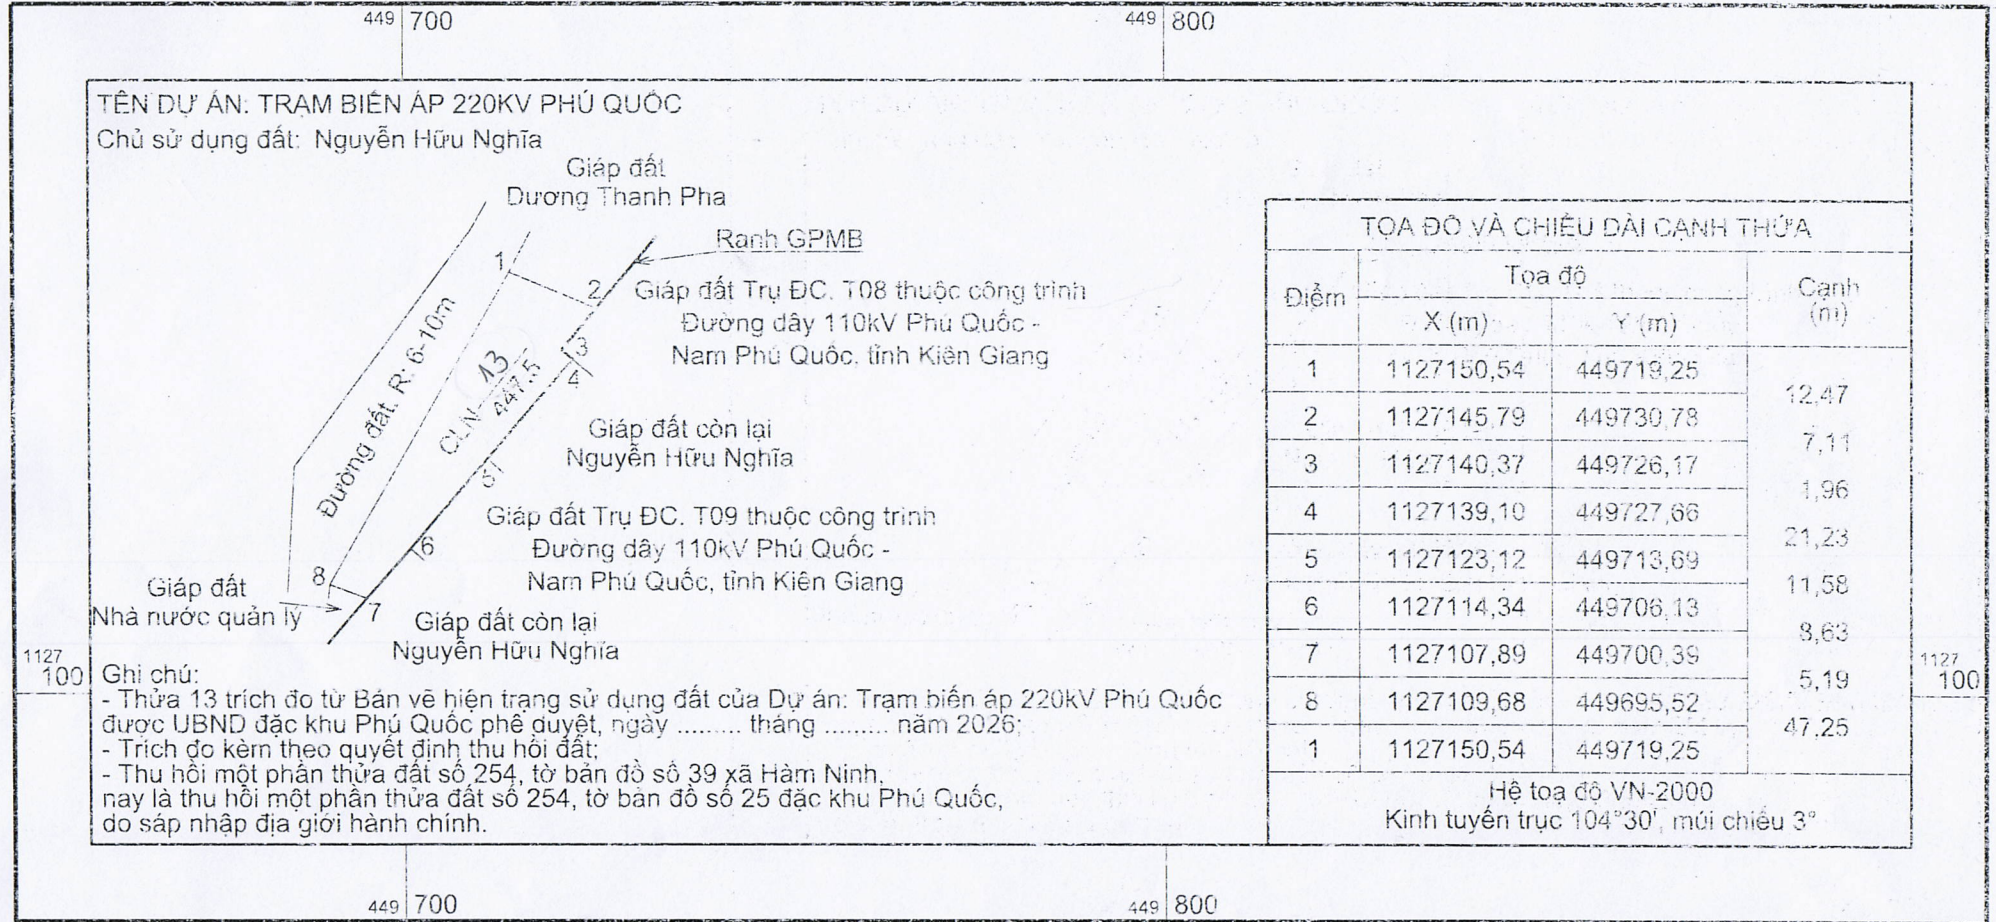 449 700
449 800
TÊN DỰ ÁN: TRẠM BIẾN ÁP 220KV PHÚ QUỐC
Chủ sử dụng đất: Nguyễn Hữu Nghĩa
Giáp đất
Dương Thanh Pha
Ranh GPMB
1
2
Giáp đất Trụ ĐC. T08 thuộc công trình
Đường dây 110kV Phú Quốc -
Nam Phú Quốc, tỉnh Kiên Giang
3
4
Đường đất. R: 6-10m
CLN 13
447.5
Giáp đất còn lại
Nguyễn Hữu Nghĩa
5
Giáp đất Trụ ĐC. T09 thuộc công trình
Đường dây 110kV Phú Quốc -
Nam Phú Quốc, tỉnh Kiên Giang
6
8
7
Giáp đất
Nhà nước quản lý
Giáp đất còn lại
Nguyễn Hữu Nghĩa
1127
100
Ghi chú:
- Thửa 13 trích đo từ Bản vẽ hiện trạng sử dụng đất của Dự án: Trạm biến áp 220kV Phú Quốc
được UBND đặc khu Phú Quốc phê duyệt, ngày ......... tháng ......... năm 2026;
- Trích đo kèm theo quyết định thu hồi đất;
- Thu hồi một phần thửa đất số 254, tờ bản đồ số 39 xã Hàm Ninh,
nay là thu hồi một phần thửa đất số 254, tờ bản đồ số 25 đặc khu Phú Quốc,
do sáp nhập địa giới hành chính.
TỌA ĐỘ VÀ CHIỀU DÀI CẠNH THỬA
Điểm Tọa độ Cạnh
(m)
X (m) Y (m)
1 1127150,54 449719,25
12,47
2 1127145,79 449730,78
7,11
3 1127140,37 449726,17
1,96
4 1127139,10 449727,66
21,23
5 1127123,12 449713,69
11,58
6 1127114,34 449706,13
8,63
7 1127107,89 449700,39
5,19
8 1127109,68 449695,52
47,25
1 1127150,54 449719,25
Hệ toạ độ VN-2000
Kinh tuyến trục 104°30', múi chiếu 3°
1127
100
449 700
449 800